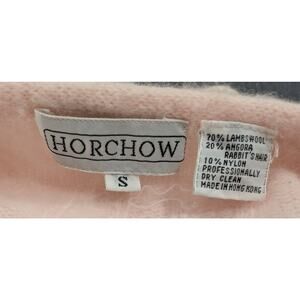 HORCHOW
S
70% LAMBSWOOL
20% ANGORA
RABBIT'S HAIR
10% NYLON
PROFESSIONALLY
DRY CLEAN
MADE IN HONG KONG